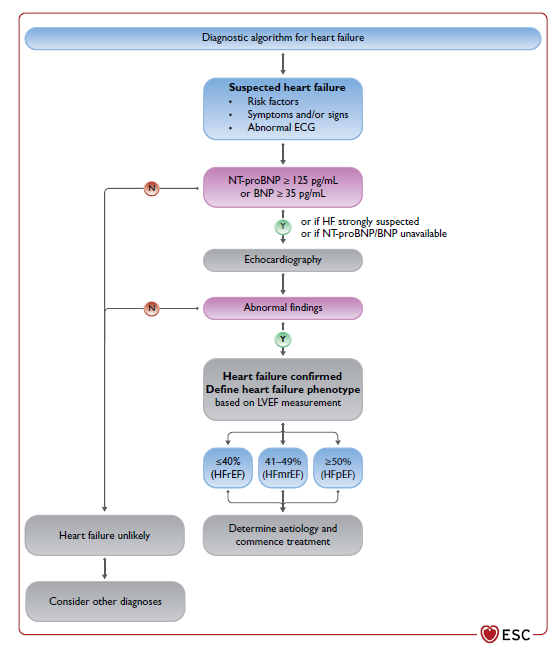 Diagnostic algorithm for heart failure
Suspected heart failure
• Risk factors
• Symptoms and/or signs
• Abnormal ECG
N
NT-proBNP ≥ 125 pg/mL
or BNP ≥ 35 pg/mL
Y
or if HF strongly suspected
or if NT-proBNP/BNP unavailable
Echocardiography
N
Abnormal findings
Y
Heart failure confirmed
Define heart failure phenotype
based on LVEF measurement
≤40%
(HFrEF)
41–49%
(HFmrEF)
≥50%
(HFpEF)
Heart failure unlikely
Determine aetiology and
commence treatment
Consider other diagnoses
ESC